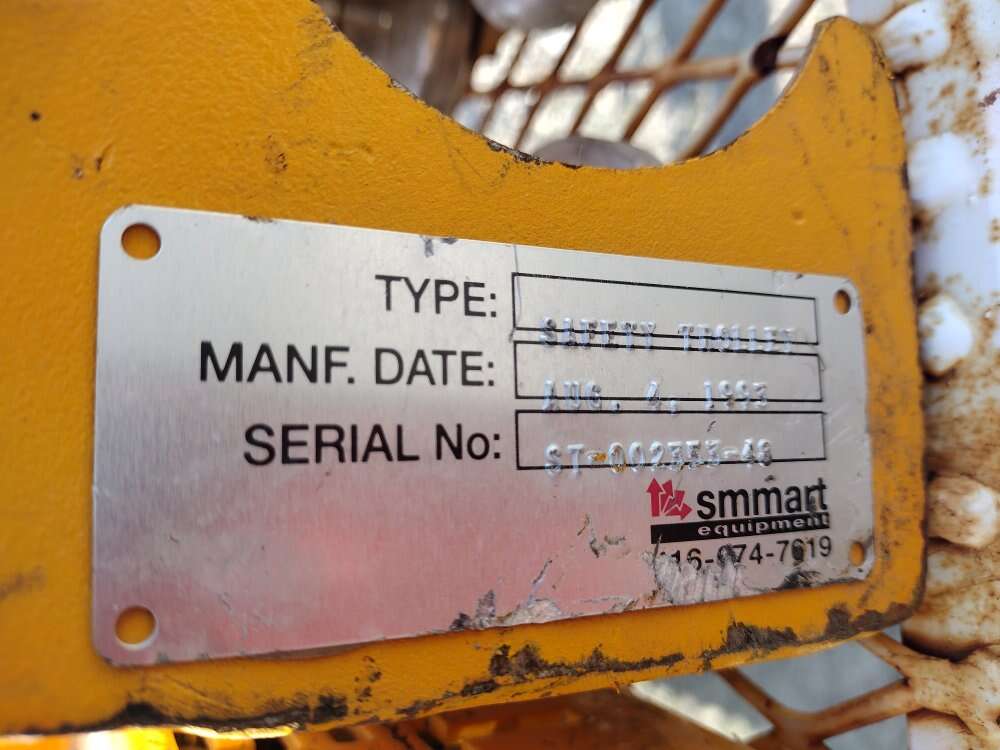 TYPE: SAFETY TROLLEY
MANF. DATE: AUG. 4, 1993
SERIAL No:
smmart
equipment